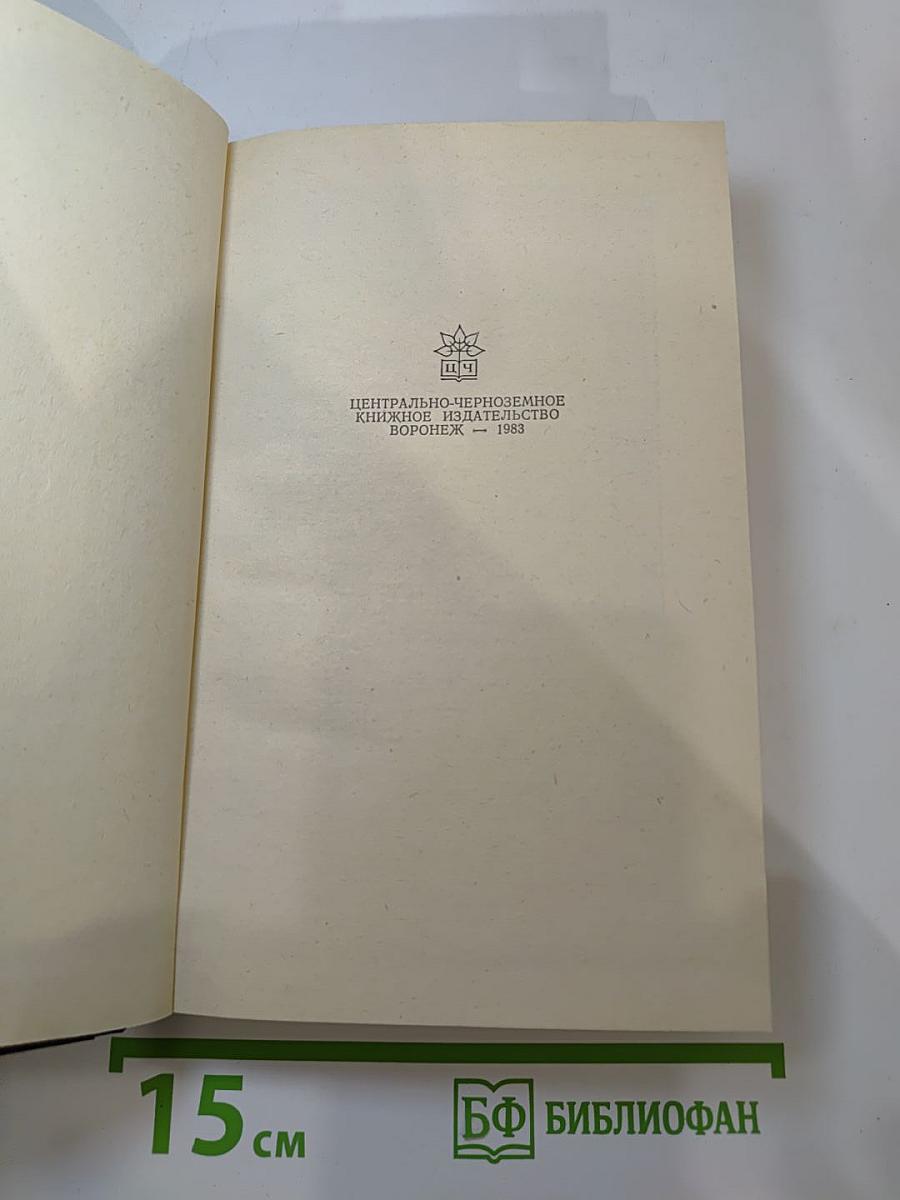 ЦЧ
ЦЕНТРАЛЬНО-ЧЕРНОЗЕМНОЕ
КНИЖНОЕ ИЗДАТЕЛЬСТВО
ВОРОНЕЖ — 1983
15 см
БФ БИБЛИОФАН